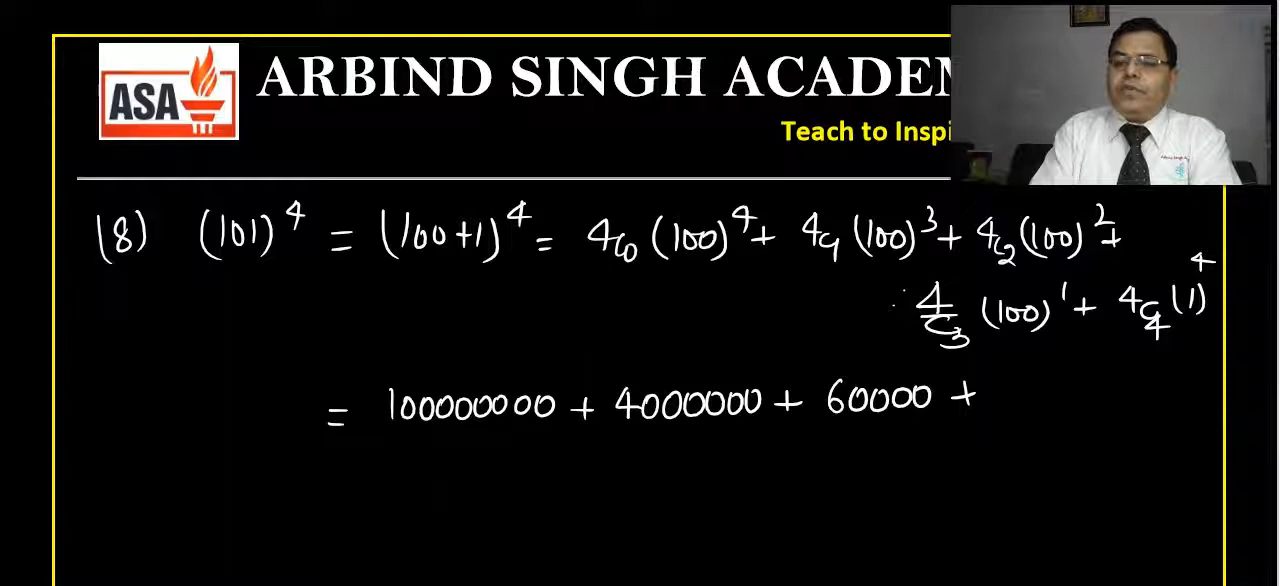 ASA
ARBIND SINGH ACADEM
Teach to Inspi
(8) (101)⁴ = (100+1)⁴ = 4C₀ (100)⁴ + 4C₁ (100)³ + 4C₂ (100)² +
4C₃ (100)¹ + 4C₄ (1)⁴
= 100000000 + 4000000 + 60000 +